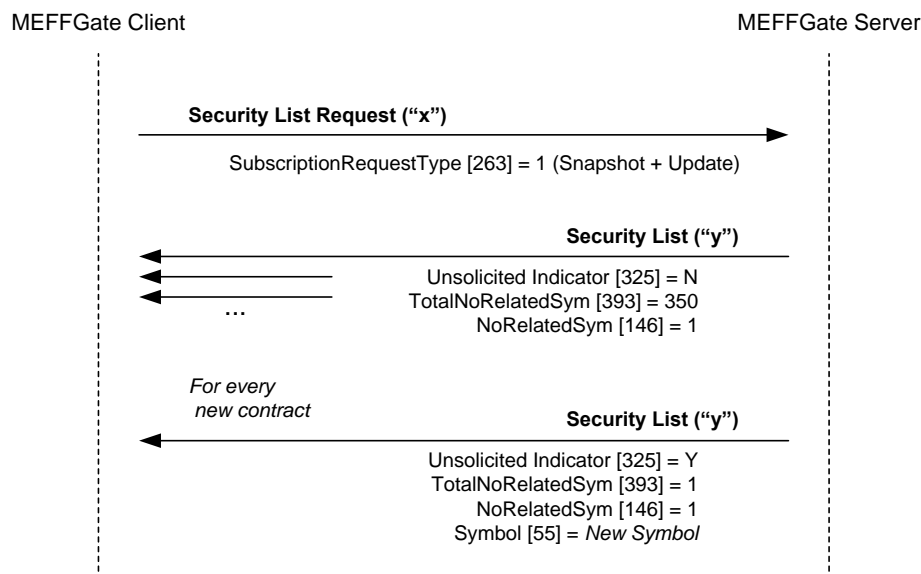 MEFFGate Client
MEFFGate Server
Security List Request (“x”)
SubscriptionRequestType [263] = 1 (Snapshot + Update)
Security List (“y”)
Unsolicited Indicator [325] = N
TotalNoRelatedSym [393] = 350
NoRelatedSym [146] = 1
...
For every
new contract
Security List (“y”)
Unsolicited Indicator [325] = Y
TotalNoRelatedSym [393] = 1
NoRelatedSym [146] = 1
Symbol [55] = New Symbol